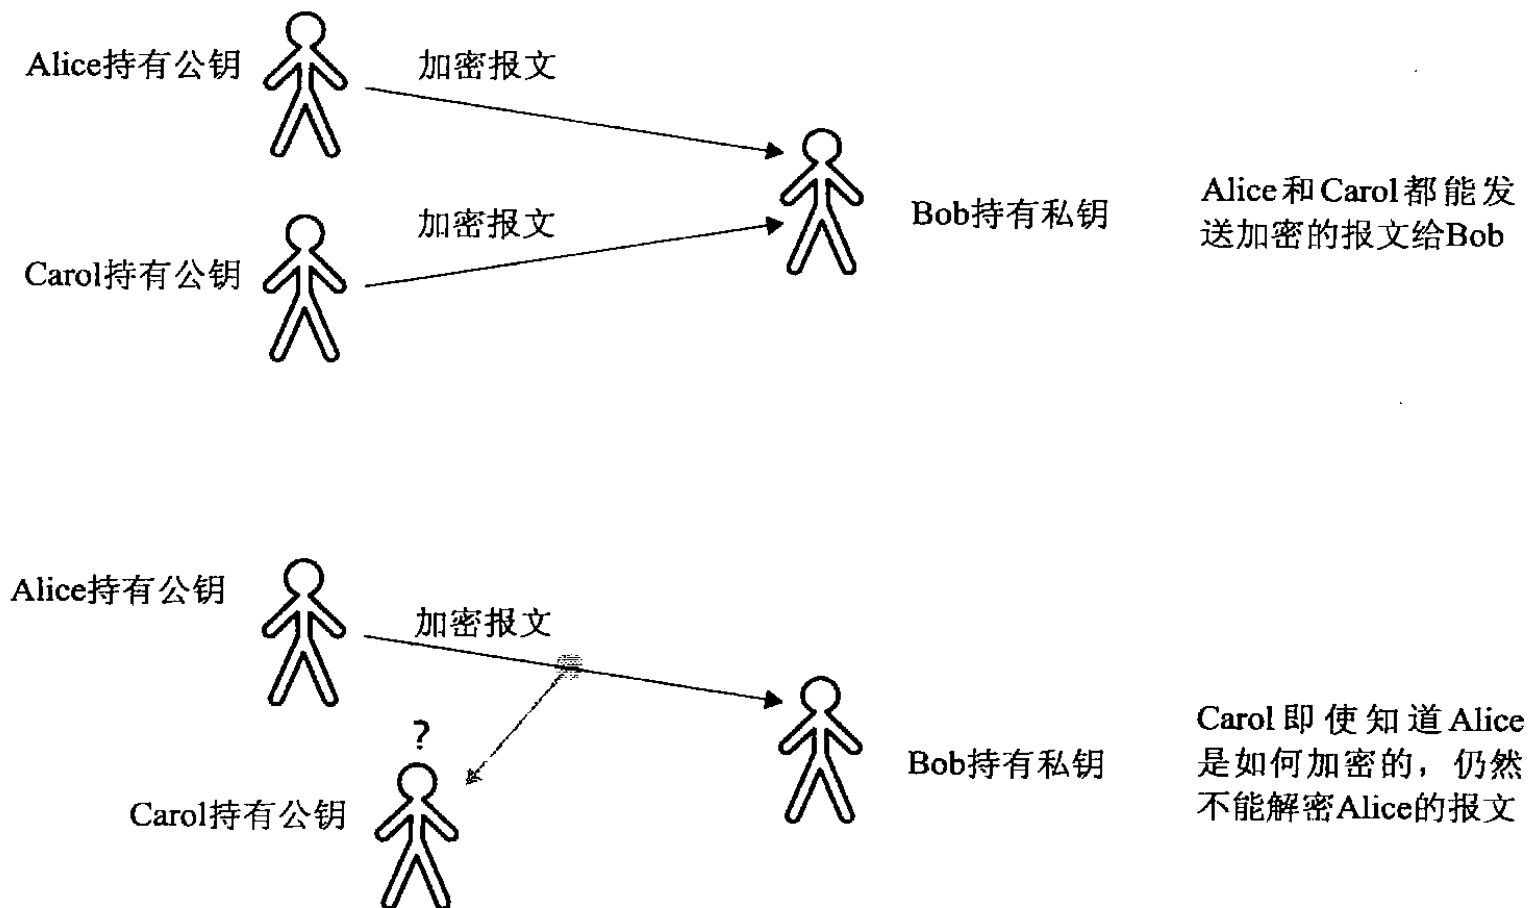 Alice持有公钥
加密报文
Carol持有公钥
加密报文
Bob持有私钥
Alice和Carol都能发
送加密的报文给Bob
Alice持有公钥
加密报文
?
Carol持有公钥
Bob持有私钥
Carol即使知道Alice
是如何加密的，仍然
不能解密Alice的报文